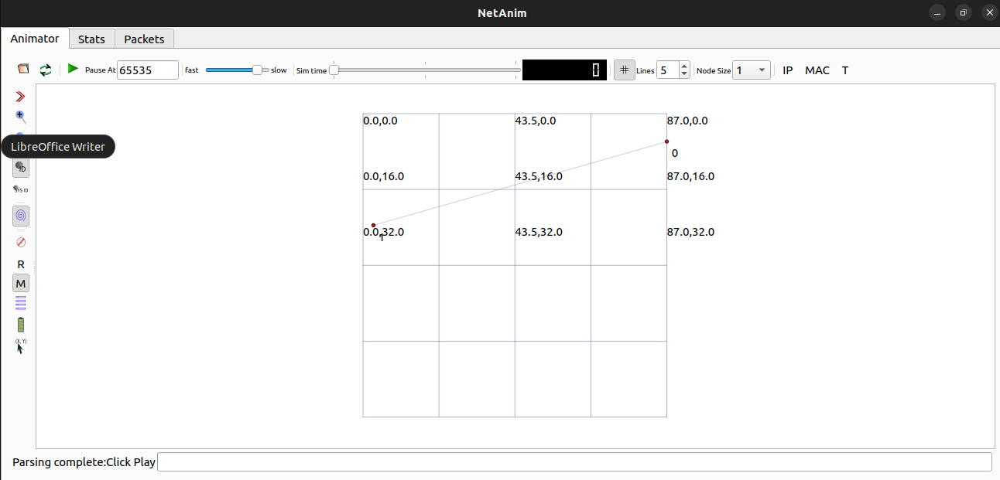 NetAnim
Animator Stats Packets
Pause At 65535 fast slow Sim time 0 # Lines 5 Node Size 1 IP MAC T
LibreOffice Writer
ID
SYS ID
R
M
(X, Y)
0.0,0.0 43.5,0.0 87.0,0.0
0
0.0,16.0 43.5,16.0 87.0,16.0
0.0,32.0 43.5,32.0 87.0,32.0
1
Parsing complete:Click Play